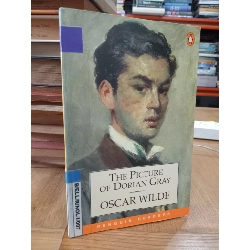 THE PICTURE
OF DORIAN GRAY
OSCAR WILDE
PENGUIN READERS